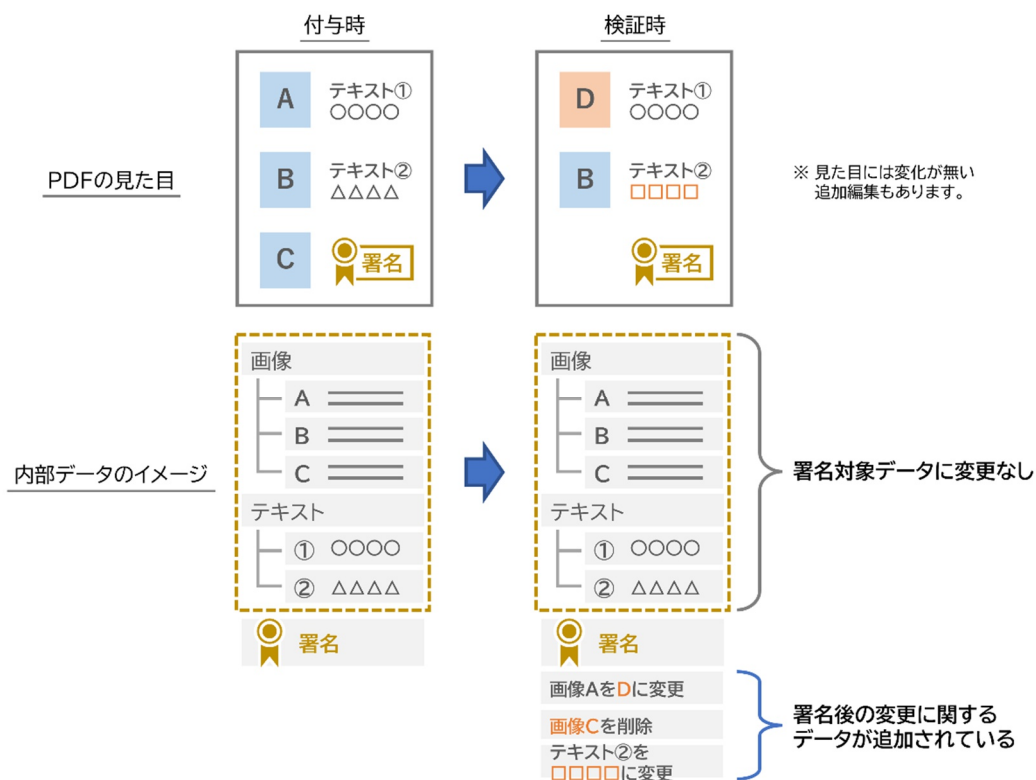 付与時
検証時
PDFの見た目
A
テキスト①
〇〇〇〇
B
テキスト②
△△△△
C
署名
D
テキスト①
〇〇〇〇
B
テキスト②
□□□□
署名
※ 見た目には変化が無い
追加編集もあります。
内部データのイメージ
画像
A
B
C
テキスト
① 〇〇〇〇
② △△△△
署名
画像
A
B
C
テキスト
① 〇〇〇〇
② △△△△
署名
画像AをDに変更
画像Cを削除
テキスト②を
□□□□に変更
署名対象データに変更なし
署名後の変更に関する
データが追加されている